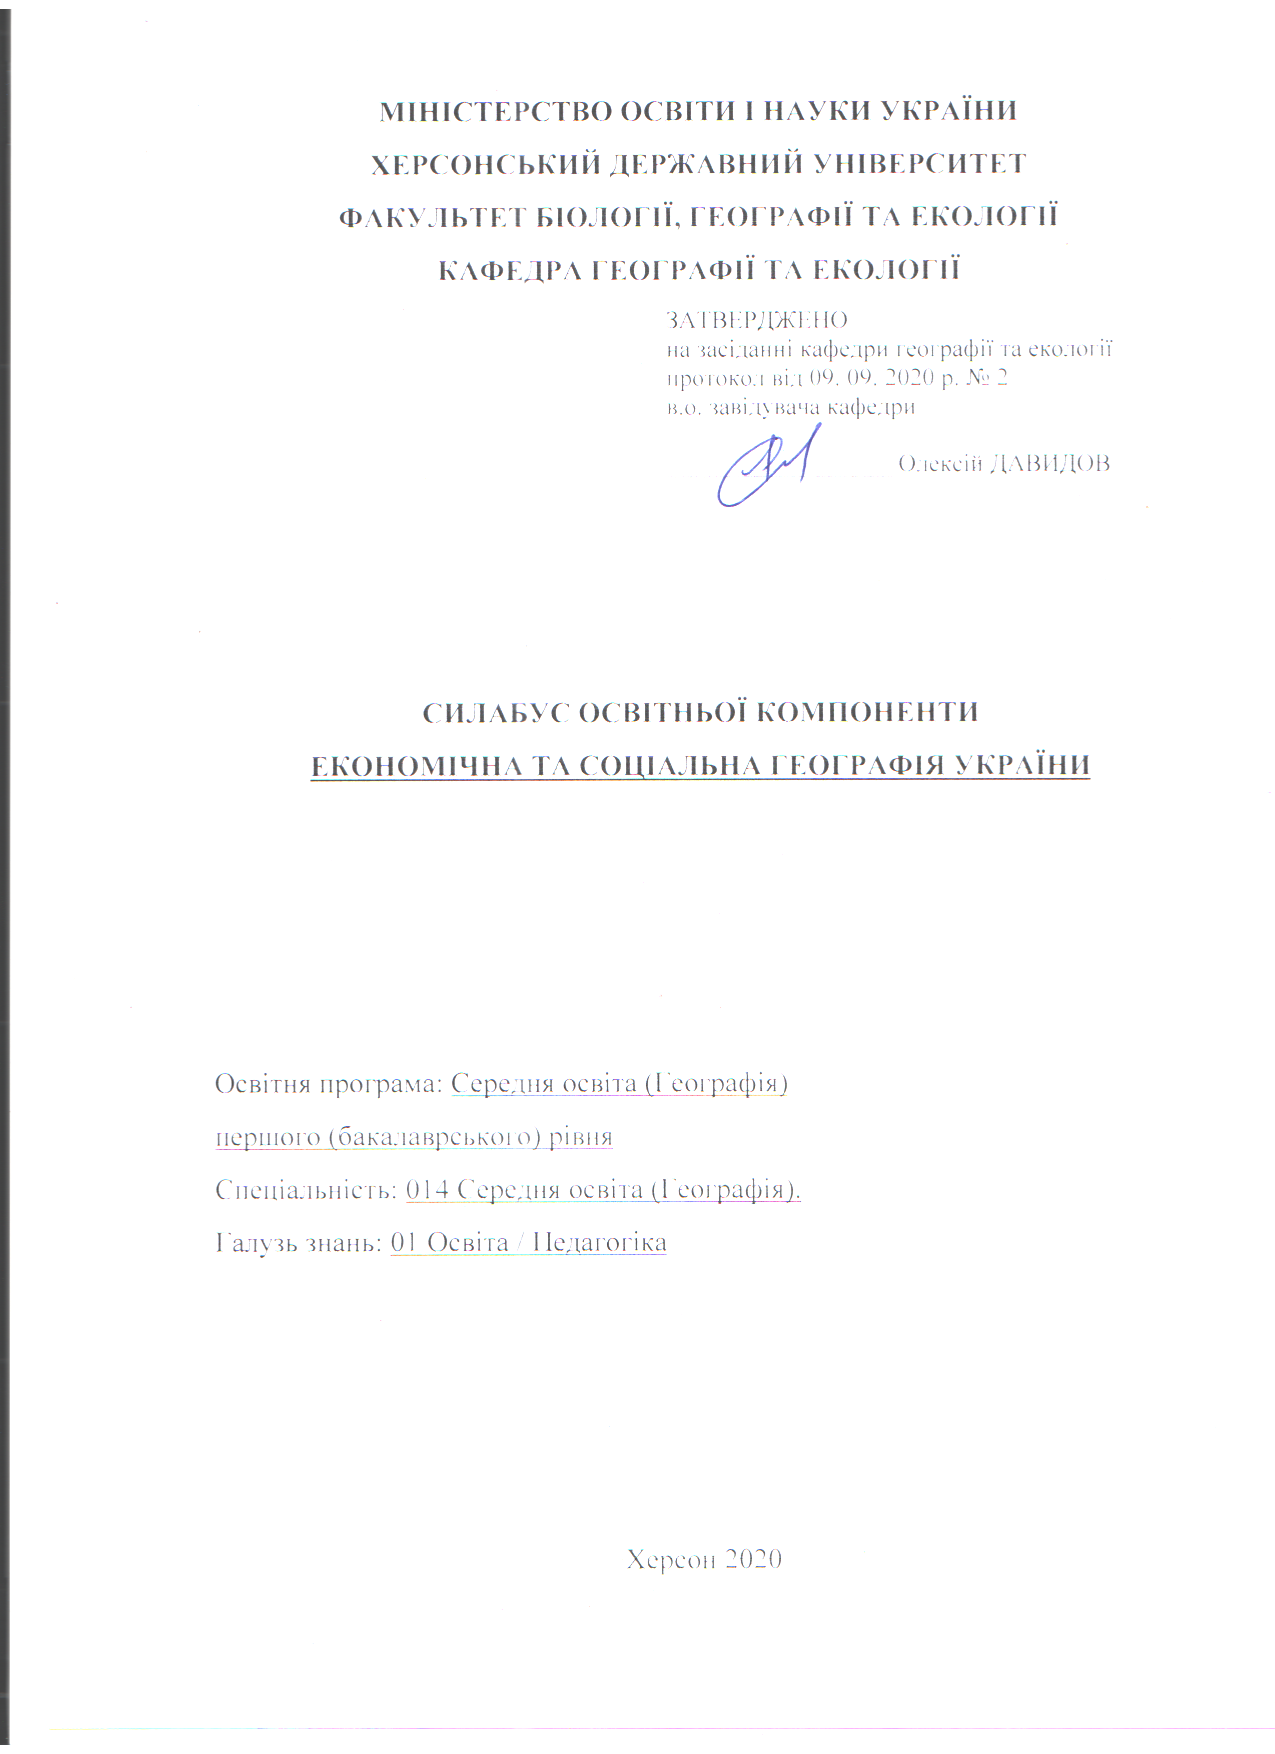 МІНІСТЕРСТВО ОСВІТИ І НАУКИ УКРАЇНИ
ХЕРСОНСЬКИЙ ДЕРЖАВНИЙ УНІВЕРСИТЕТ
ФАКУЛЬТЕТ БІОЛОГІЇ, ГЕОГРАФІЇ ТА ЕКОЛОГІЇ
КАФЕДРА ГЕОГРАФІЇ ТА ЕКОЛОГІЇ
ЗАТВЕРДЖЕНО
на засіданні кафедри географії та екології
протокол від 09. 09. 2020 р. № 2
в.о. завідувача кафедри
Олексій ДАВИДОВ
СИЛАБУС ОСВІТНЬОЇ КОМПОНЕНТИ
ЕКОНОМІЧНА ТА СОЦІАЛЬНА ГЕОГРАФІЯ УКРАЇНИ
Освітня програма: Середня освіта (Географія)
першого (бакалаврського) рівня
Спеціальність: 014 Середня освіта (Географія).
Галузь знань: 01 Освіта / Педагогіка
Херсон 2020